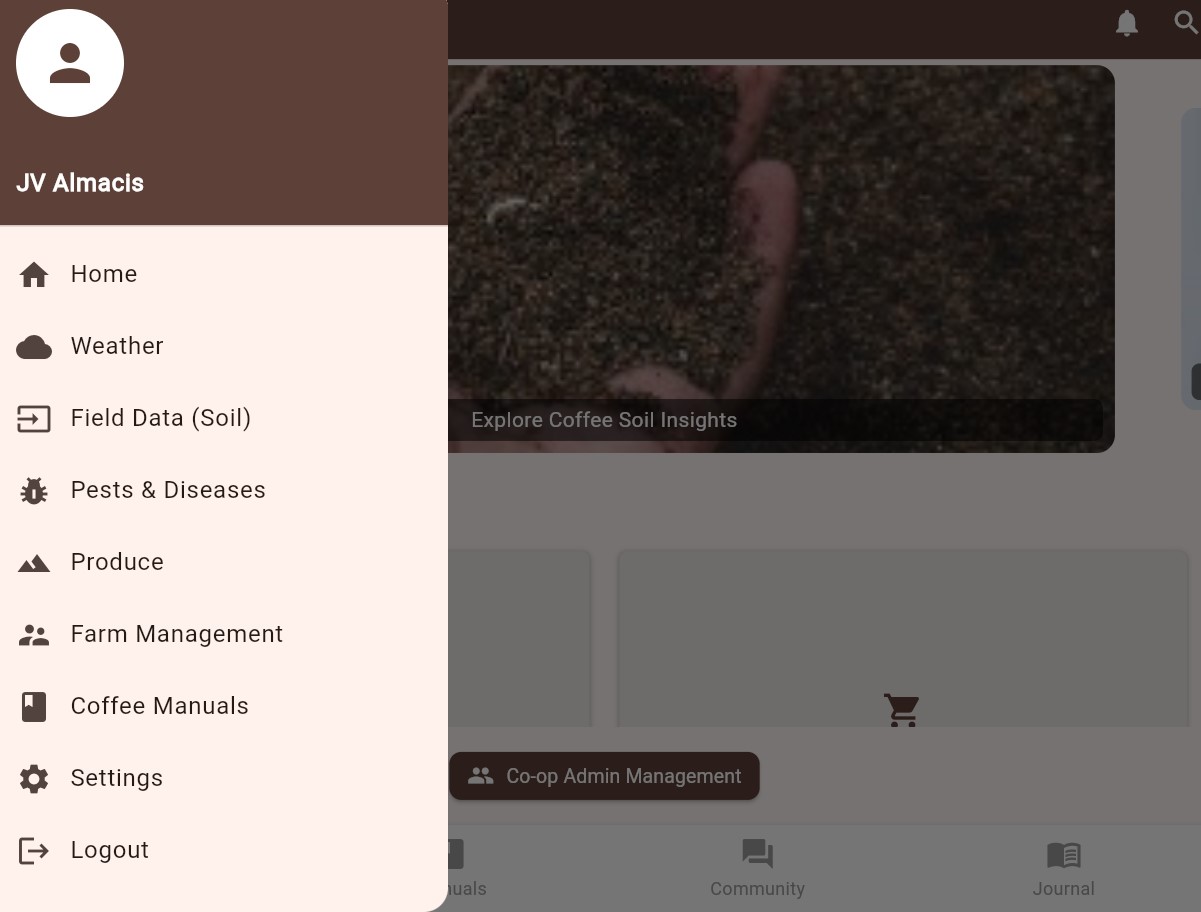 JV Almacis
Home
Weather
Field Data (Soil)
Pests & Diseases
Produce
Farm Management
Coffee Manuals
Settings
Logout
Explore Coffee Soil Insights
Co-op Admin Management
Community
Journal